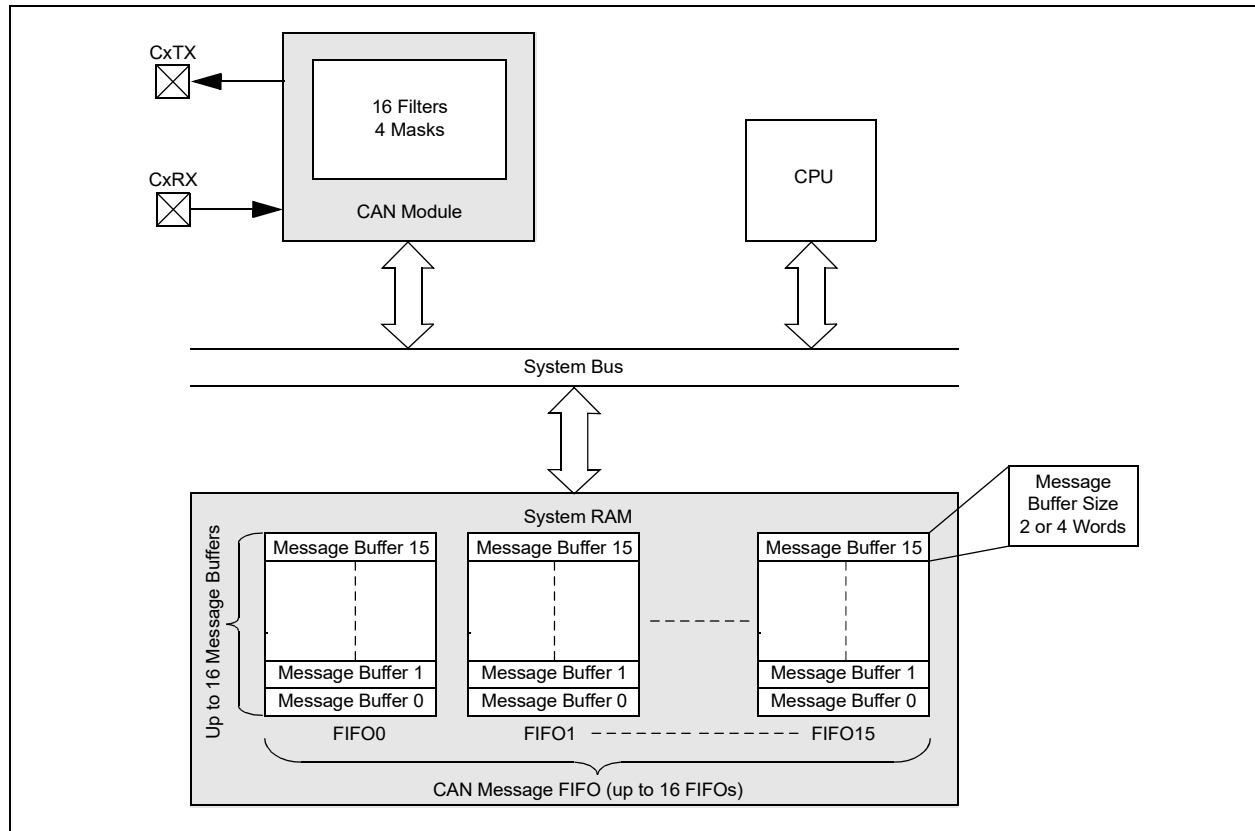 CxTX
16 Filters
4 Masks
CPU
CxRX
CAN Module
System Bus
Message
Buffer Size
2 or 4 Words
System RAM
Up to 16 Message Buffers
Message Buffer 15
Message Buffer 15
Message Buffer 15
Message Buffer 1
Message Buffer 1
Message Buffer 1
Message Buffer 0
Message Buffer 0
Message Buffer 0
FIFO0
FIFO1
FIFO15
CAN Message FIFO (up to 16 FIFOs)